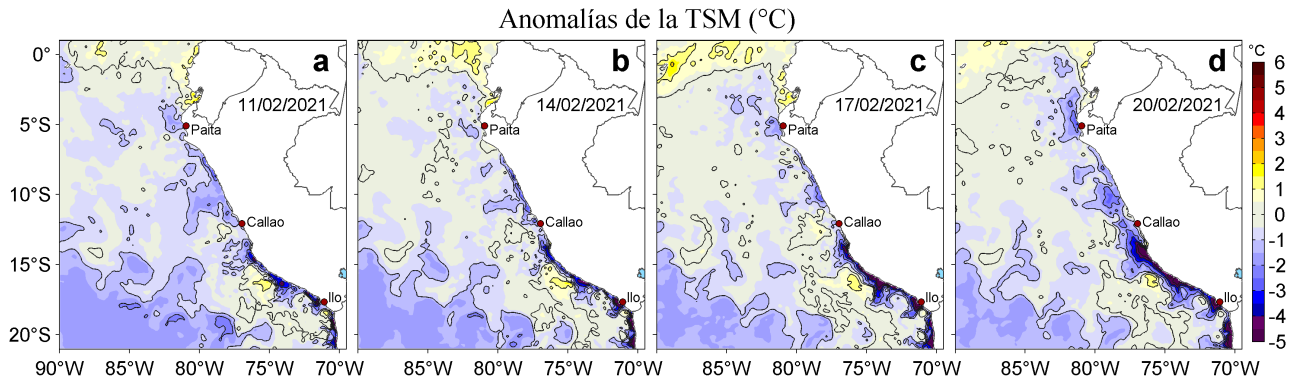 Anomalías de la TSM (°C)
a b c d
11/02/2021 14/02/2021 17/02/2021 20/02/2021
Paita Paita Paita Paita
Callao Callao Callao Callao
Ilo Ilo Ilo Ilo
0°
5°S
10°S
15°S
20°S
90°W 85°W 80°W 75°W 70°W 85°W 80°W 75°W 70°W 85°W 80°W 75°W 70°W 85°W 80°W 75°W 70°W
°C
6
5
4
3
2
1
0
-1
-2
-3
-4
-5